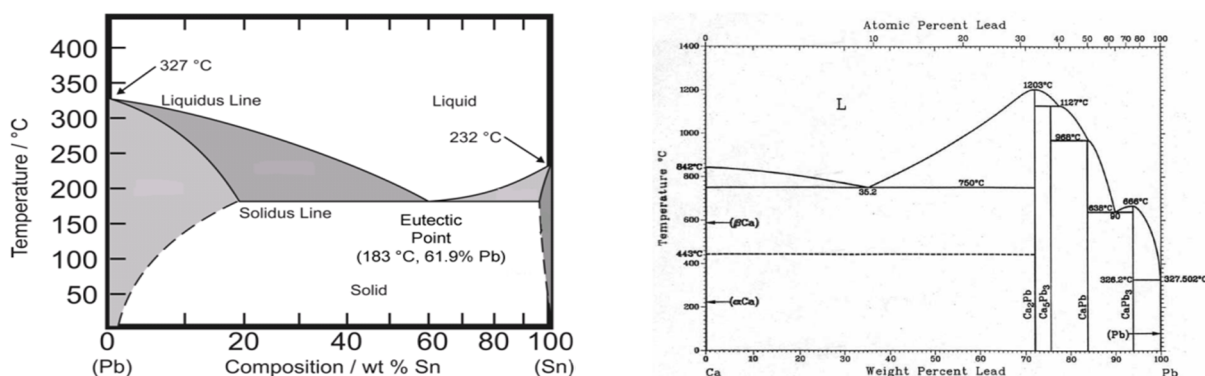 400
350
300
250
200
150
100
50
Temperature / °C
327 °C
Liquidus Line
Liquid
232 °C
Solidus Line
Eutectic
Point
(183 °C, 61.9% Pb)
Solid
0 20 40 60 80 100
(Pb) Composition / wt % Sn (Sn)
Atomic Percent Lead
0 10 20 30 40 50 60 70 80 100
1400
1200
1000
800
600
400
200
0
Temperature °C
L
1203°C
1127°C
968°C
842°C
750°C
35.2
638°C
666°C
90
(βCa)
443°C
326.2°C
327.502°C
(αCa)
Ca₂Pb
Ca₅Pb₃
CaPb
CaPb₃
(Pb)
0 10 20 30 40 50 60 70 80 90 100
Ca Weight Percent Lead Pb